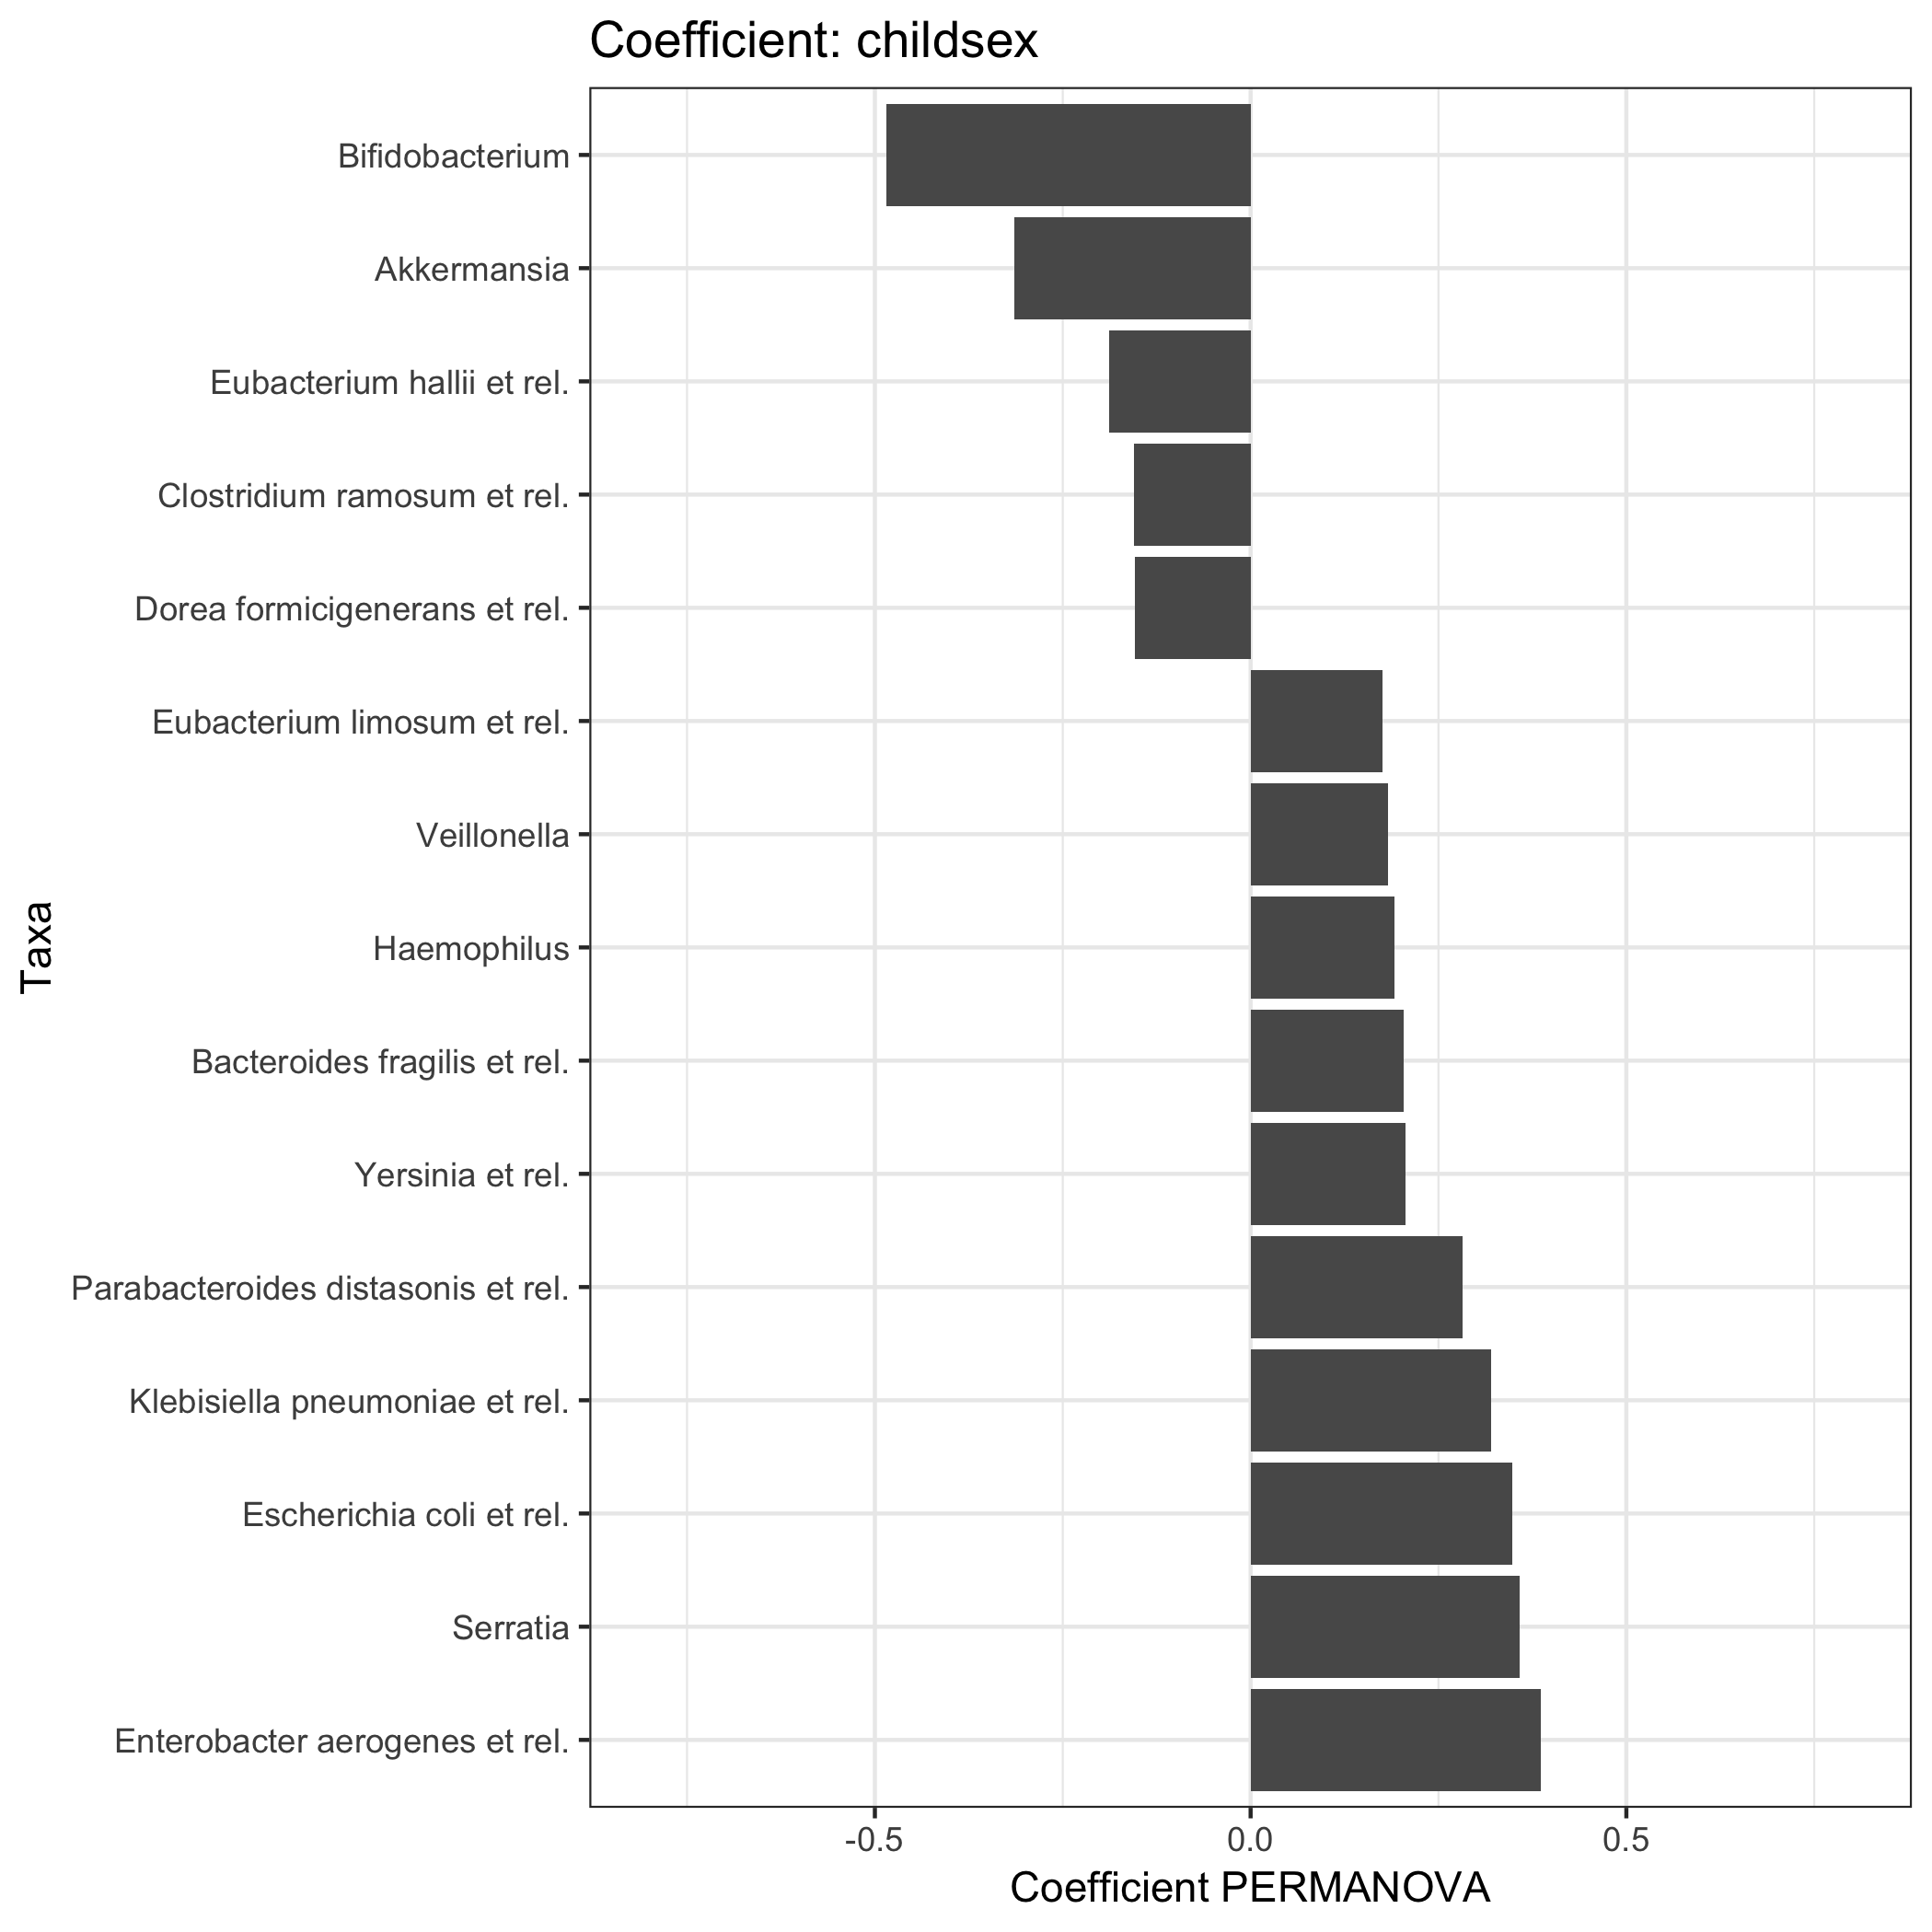 Coefficient: childsex
Bifidobacterium
Akkermansia
Eubacterium hallii et rel.
Clostridium ramosum et rel.
Dorea formicigenerans et rel.
Eubacterium limosum et rel.
Veillonella
Haemophilus
Bacteroides fragilis et rel.
Yersinia et rel.
Parabacteroides distasonis et rel.
Klebisiella pneumoniae et rel.
Escherichia coli et rel.
Serratia
Enterobacter aerogenes et rel.
Taxa
-0.5 0.0 0.5
Coefficient PERMANOVA